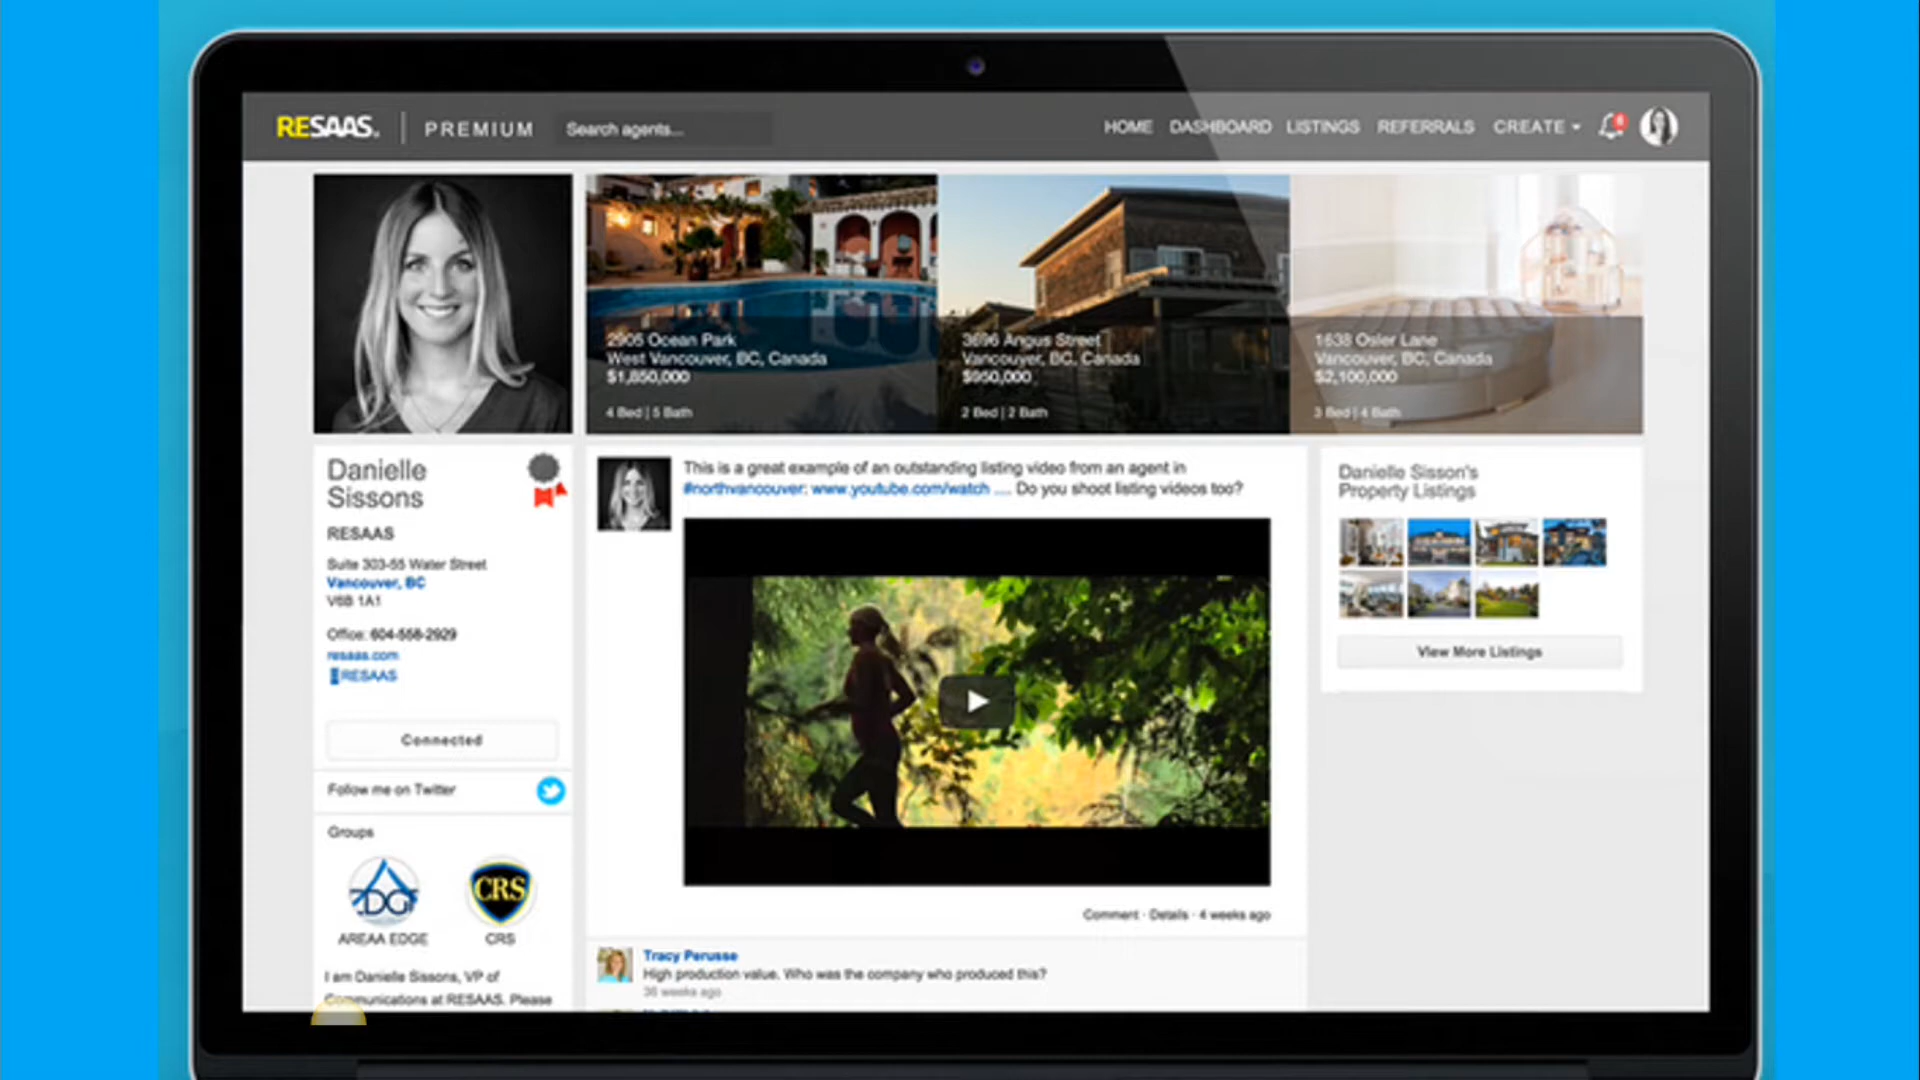 RESAAS
PREMIUM
Search agents...
HOME DASHBOARD LISTINGS REFERRALS CREATE
2905 Ocean Park
West Vancouver, BC, Canada
$1,850,000
4 Bed | 5 Bath
3696 Angus Street
Vancouver, BC, Canada
$950,000
2 Bed | 2 Bath
1638 Osler Lane
Vancouver, BC, Canada
$2,100,000
3 Bed | 4 Bath
Danielle
Sissons
RESAAS
Suite 303-55 Water Street
Vancouver, BC
V6B 1A1
Office: 604-558-2929
resaas.com
RESAAS
Connected
Follow me on Twitter
Groups
EDGE
CRS
AREAA EDGE
CRS
I am Danielle Sissons, VP of
Communications at RESAAS. Please
This is a great example of an outstanding listing video from an agent in
#northvancouver: www.youtube.com/watch .... Do you shoot listing videos too?
Comment · Details · 4 weeks ago
Tracy Perusse
High production value. Who was the company who produced this?
36 weeks ago
Danielle Sisson's
Property Listings
View More Listings